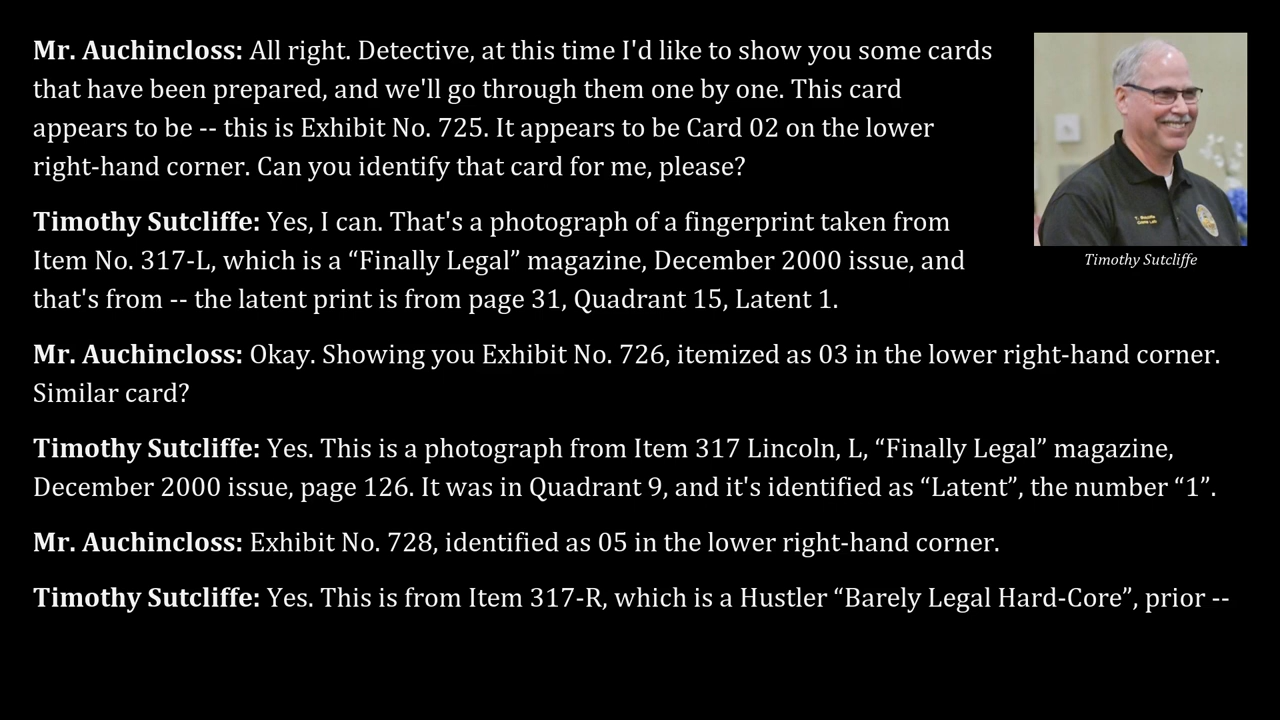 Mr. Auchincloss: All right. Detective, at this time I'd like to show you some cards
that have been prepared, and we'll go through them one by one. This card
appears to be -- this is Exhibit No. 725. It appears to be Card 02 on the lower
right-hand corner. Can you identify that card for me, please?
Timothy Sutcliffe: Yes, I can. That's a photograph of a fingerprint taken from
Item No. 317-L, which is a “Finally Legal” magazine, December 2000 issue, and
that's from -- the latent print is from page 31, Quadrant 15, Latent 1.
Timothy Sutcliffe
Mr. Auchincloss: Okay. Showing you Exhibit No. 726, itemized as 03 in the lower right-hand corner.
Similar card?
Timothy Sutcliffe: Yes. This is a photograph from Item 317 Lincoln, L, “Finally Legal” magazine,
December 2000 issue, page 126. It was in Quadrant 9, and it's identified as “Latent”, the number “1”.
Mr. Auchincloss: Exhibit No. 728, identified as 05 in the lower right-hand corner.
Timothy Sutcliffe: Yes. This is from Item 317-R, which is a Hustler “Barely Legal Hard-Core”, prior --